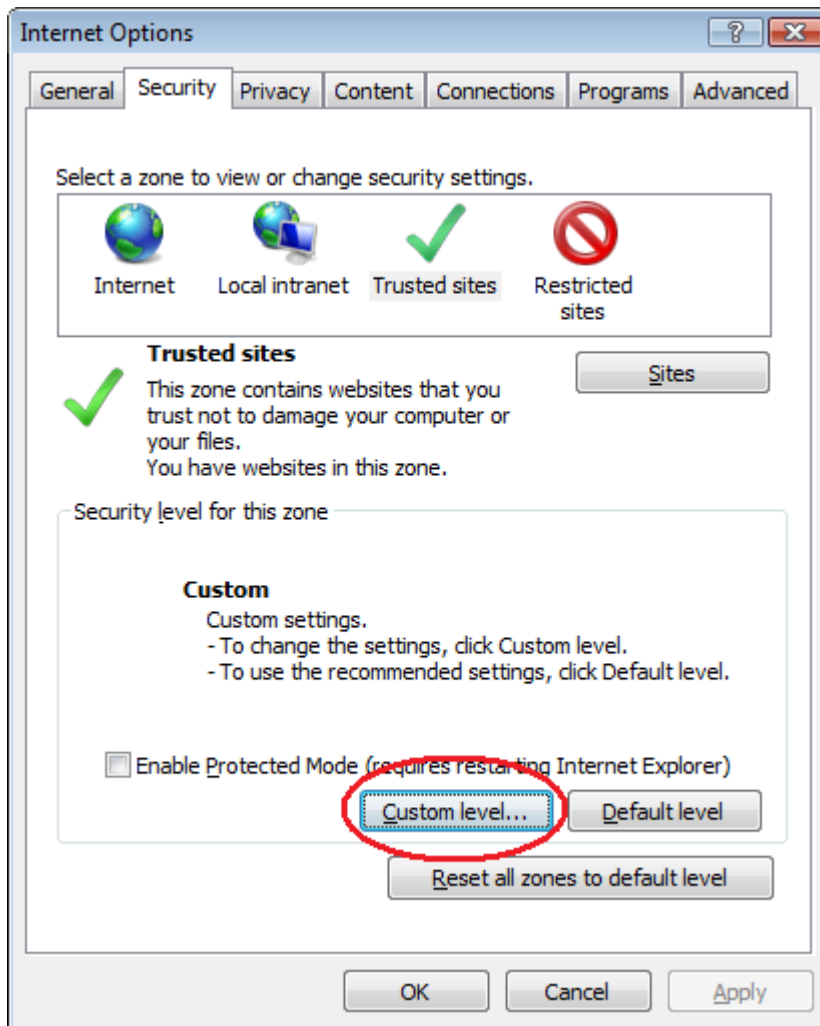 Internet Options
General Security Privacy Content Connections Programs Advanced
Select a zone to view or change security settings.
Internet Local intranet Trusted sites Restricted
sites
Trusted sites
Sites
This zone contains websites that you
trust not to damage your computer or
your files.
You have websites in this zone.
Security level for this zone
Custom
Custom settings.
- To change the settings, click Custom level.
- To use the recommended settings, click Default level.
Enable Protected Mode (requires restarting Internet Explorer)
Custom level... Default level
Reset all zones to default level
OK Cancel Apply